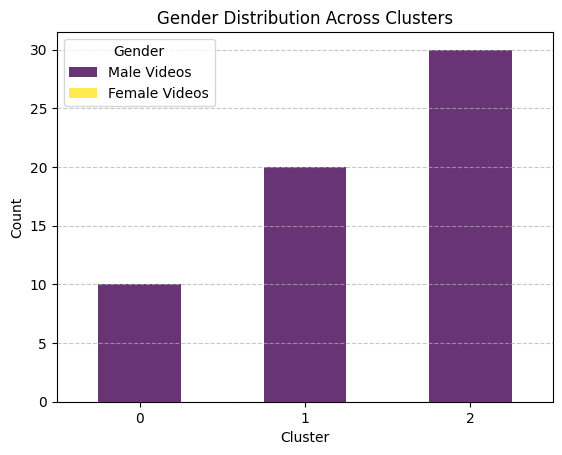 Gender Distribution Across Clusters
Gender
Male Videos
Female Videos
30
25
20
15
10
5
0
Count
0 1 2
Cluster